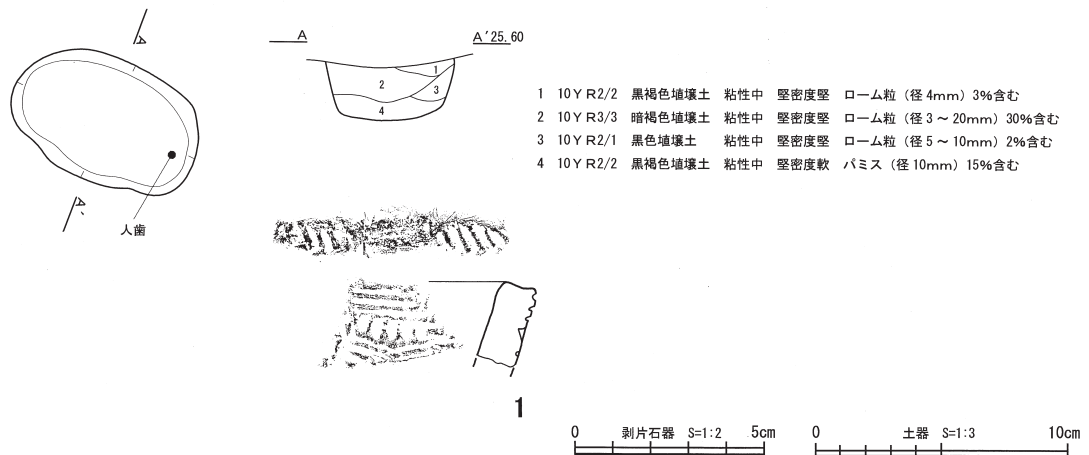 A
A'
人歯
A
A' 25.60
1
2
3
4
1 10YR2/2 黒褐色埴壌土 粘性中 堅密度堅 ローム粒（径4mm）3%含む
2 10YR3/3 暗褐色埴壌土 粘性中 堅密度堅 ローム粒（径3～20mm）30%含む
3 10YR2/1 黒色埴壌土 粘性中 堅密度堅 ローム粒（径5～10mm）2%含む
4 10YR2/2 黒褐色埴壌土 粘性中 堅密度軟 パミス（径10mm）15%含む
1
0 剥片石器 S=1:2 5cm
0 土器 S=1:3 10cm